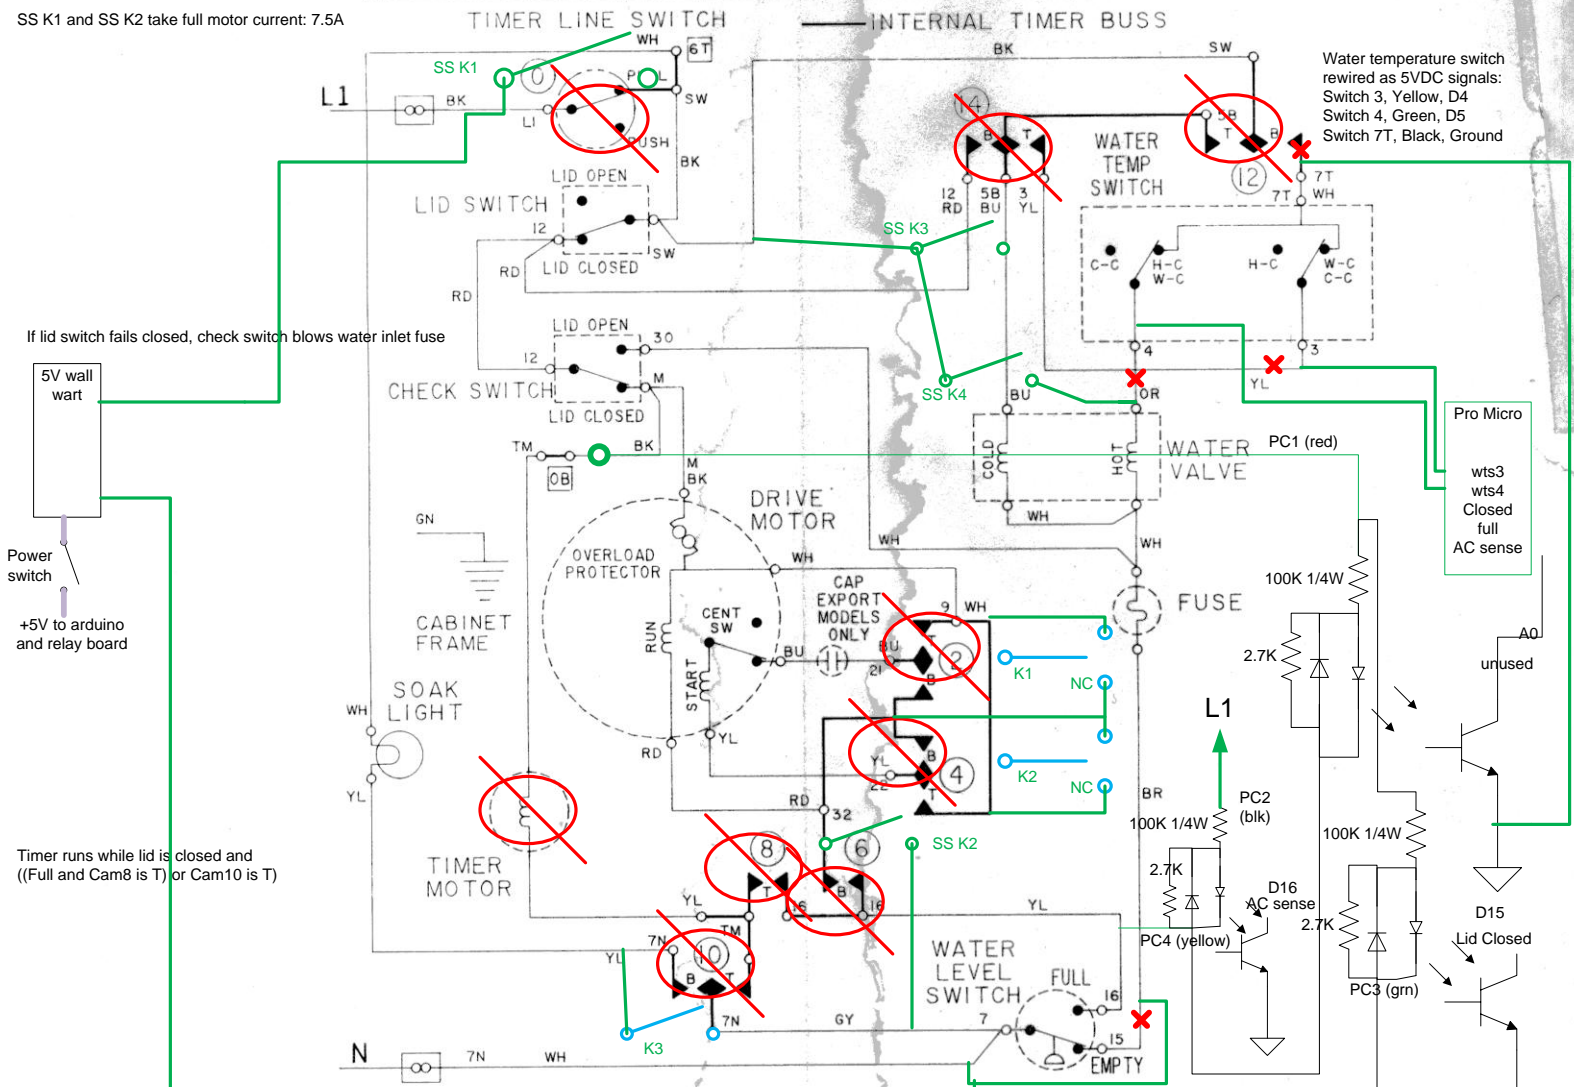 SS K1 and SS K2 take full motor current: 7.5A
TIMER LINE SWITCH
INTERNAL TIMER BUSS
WH
6T
SS K1
0
L1
BK
L1
SW
PUSH
BK
BK
SW
14
B
T
5B
T
B
12
Water temperature switch
rewired as 5VDC signals:
Switch 3, Yellow, D4
Switch 4, Green, D5
Switch 7T, Black, Ground
WATER
TEMP
SWITCH
7T
7T
WH
LID OPEN
LID SWITCH
12
SW
LID CLOSED
RD
RD
12
RD
5B
BU
3
YL
SS K3
C-C
H-C
W-C
H-C
W-C
C-C
4
3
If lid switch fails closed, check switch blows water inlet fuse
LID OPEN
30
12
M
CHECK SWITCH
LID CLOSED
SS K4
BU
OR
YL
5V wall
wart
Pro Micro
wts3
wts4
Closed
full
AC sense
TM
BK
0B
M
BK
COLD
HOT
WATER
VALVE
PC1 (red)
WH
WH
WH
GN
DRIVE
MOTOR
OVERLOAD
PROTECTOR
WH
Power
switch
+5V to arduino
and relay board
CABINET
FRAME
CAP
EXPORT
MODELS
ONLY
CENT
SW
RUN
START
BU
BU
21
9
WH
T
2
B
K1
NC
FUSE
100K 1/4W
2.7K
A0
unused
SOAK
LIGHT
WH
YL
RD
YL
YL
22
B
4
T
K2
NC
L1
BR
RD
32
PC2
(blk)
100K 1/4W
100K 1/4W
Timer runs while lid is closed and
((Full and Cam8 is T) or Cam10 is T)
TIMER
MOTOR
8
T
6
B
SS K2
16
16
YL
YL
TM
2.7K
D16
AC sense
PC4 (yellow)
2.7K
D15
Lid Closed
PC3 (grn)
7N
YL
10
B
T
7N
K3
GY
7
WATER
LEVEL
SWITCH
FULL
16
15
EMPTY
N
7N
WH